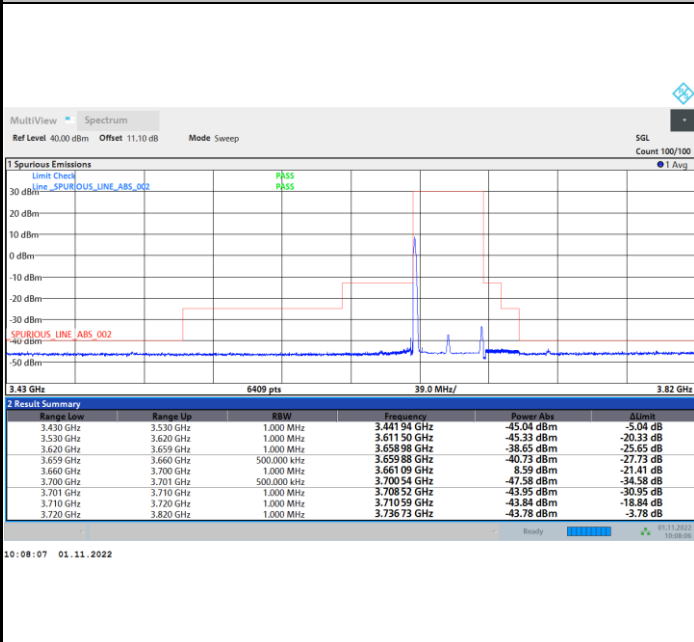 MultiView Spectrum
Ref Level 40.00 dBm Offset 11.10 dB Mode Sweep SGL
Count 100/100
1 Spurious Emissions 1 Avg
Limit Check PASS
Line _SPURIOUS_LINE_ABS_002 PASS
30 dBm
20 dBm
10 dBm
0 dBm
-10 dBm
-20 dBm
-30 dBm
_SPURIOUS_LINE_ABS_002
-40 dBm
-50 dBm
3.43 GHz 6409 pts 39.0 MHz/ 3.82 GHz
2 Result Summary
Range Low Range Up RBW Frequency Power Abs ΔLimit
3.430 GHz 3.530 GHz 1.000 MHz 3.441 94 GHz -45.04 dBm -5.04 dB
3.530 GHz 3.620 GHz 1.000 MHz 3.611 50 GHz -45.33 dBm -20.33 dB
3.620 GHz 3.659 GHz 1.000 MHz 3.658 98 GHz -38.65 dBm -25.65 dB
3.659 GHz 3.660 GHz 500.000 kHz 3.659 88 GHz -40.73 dBm -27.73 dB
3.660 GHz 3.700 GHz 1.000 MHz 3.661 09 GHz 8.59 dBm -21.41 dB
3.700 GHz 3.701 GHz 500.000 kHz 3.700 54 GHz -47.58 dBm -34.58 dB
3.701 GHz 3.710 GHz 1.000 MHz 3.708 52 GHz -43.95 dBm -30.95 dB
3.710 GHz 3.720 GHz 1.000 MHz 3.710 59 GHz -43.84 dBm -18.84 dB
3.720 GHz 3.820 GHz 1.000 MHz 3.736 73 GHz -43.78 dBm -3.78 dB
Ready 01.11.2022
10:08:06
10:08:07 01.11.2022